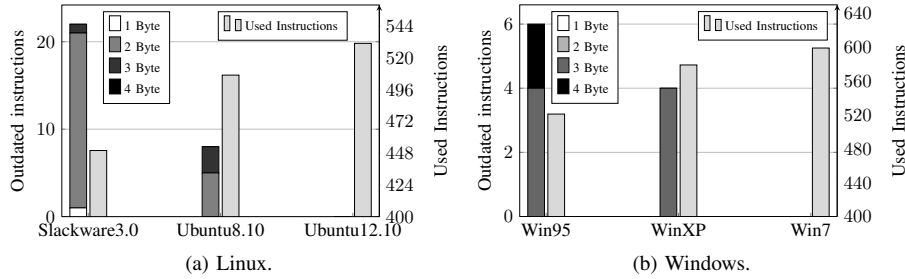 Outdated instructions
20
10
0
1 Byte
2 Byte
3 Byte
4 Byte
Used Instructions
544
520
496
472
448
424
400
Used Instructions
Slackware3.0 Ubuntu8.10 Ubuntu12.10
(a) Linux.
Outdated instructions
6
4
2
0
1 Byte
2 Byte
3 Byte
4 Byte
Used Instructions
640
600
560
520
480
440
400
Used Instructions
Win95 WinXP Win7
(b) Windows.